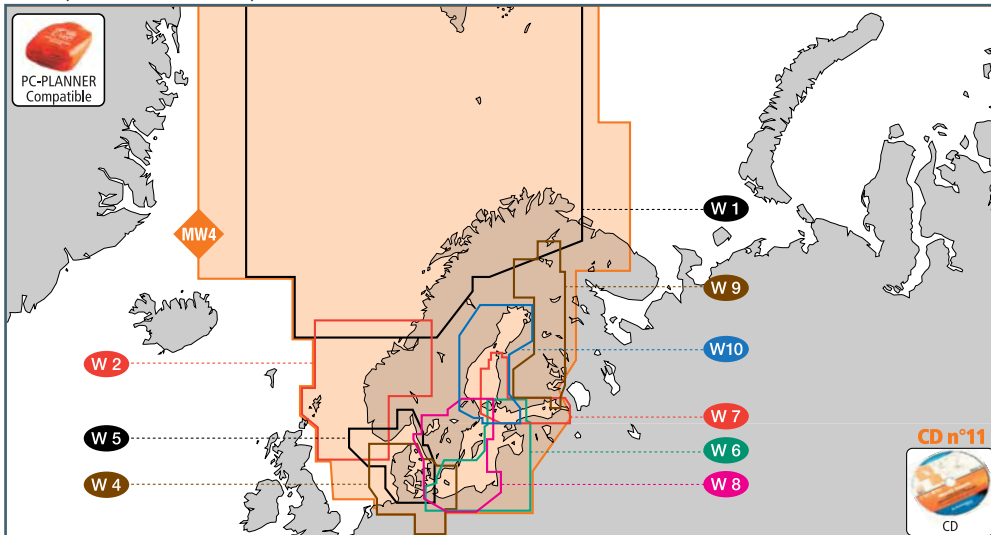 PC-PLANNER
Compatible
MW4
W 1
W 9
W 2
W10
W 7
W 5
CD n°11
W 6
W 4
W 8
CD